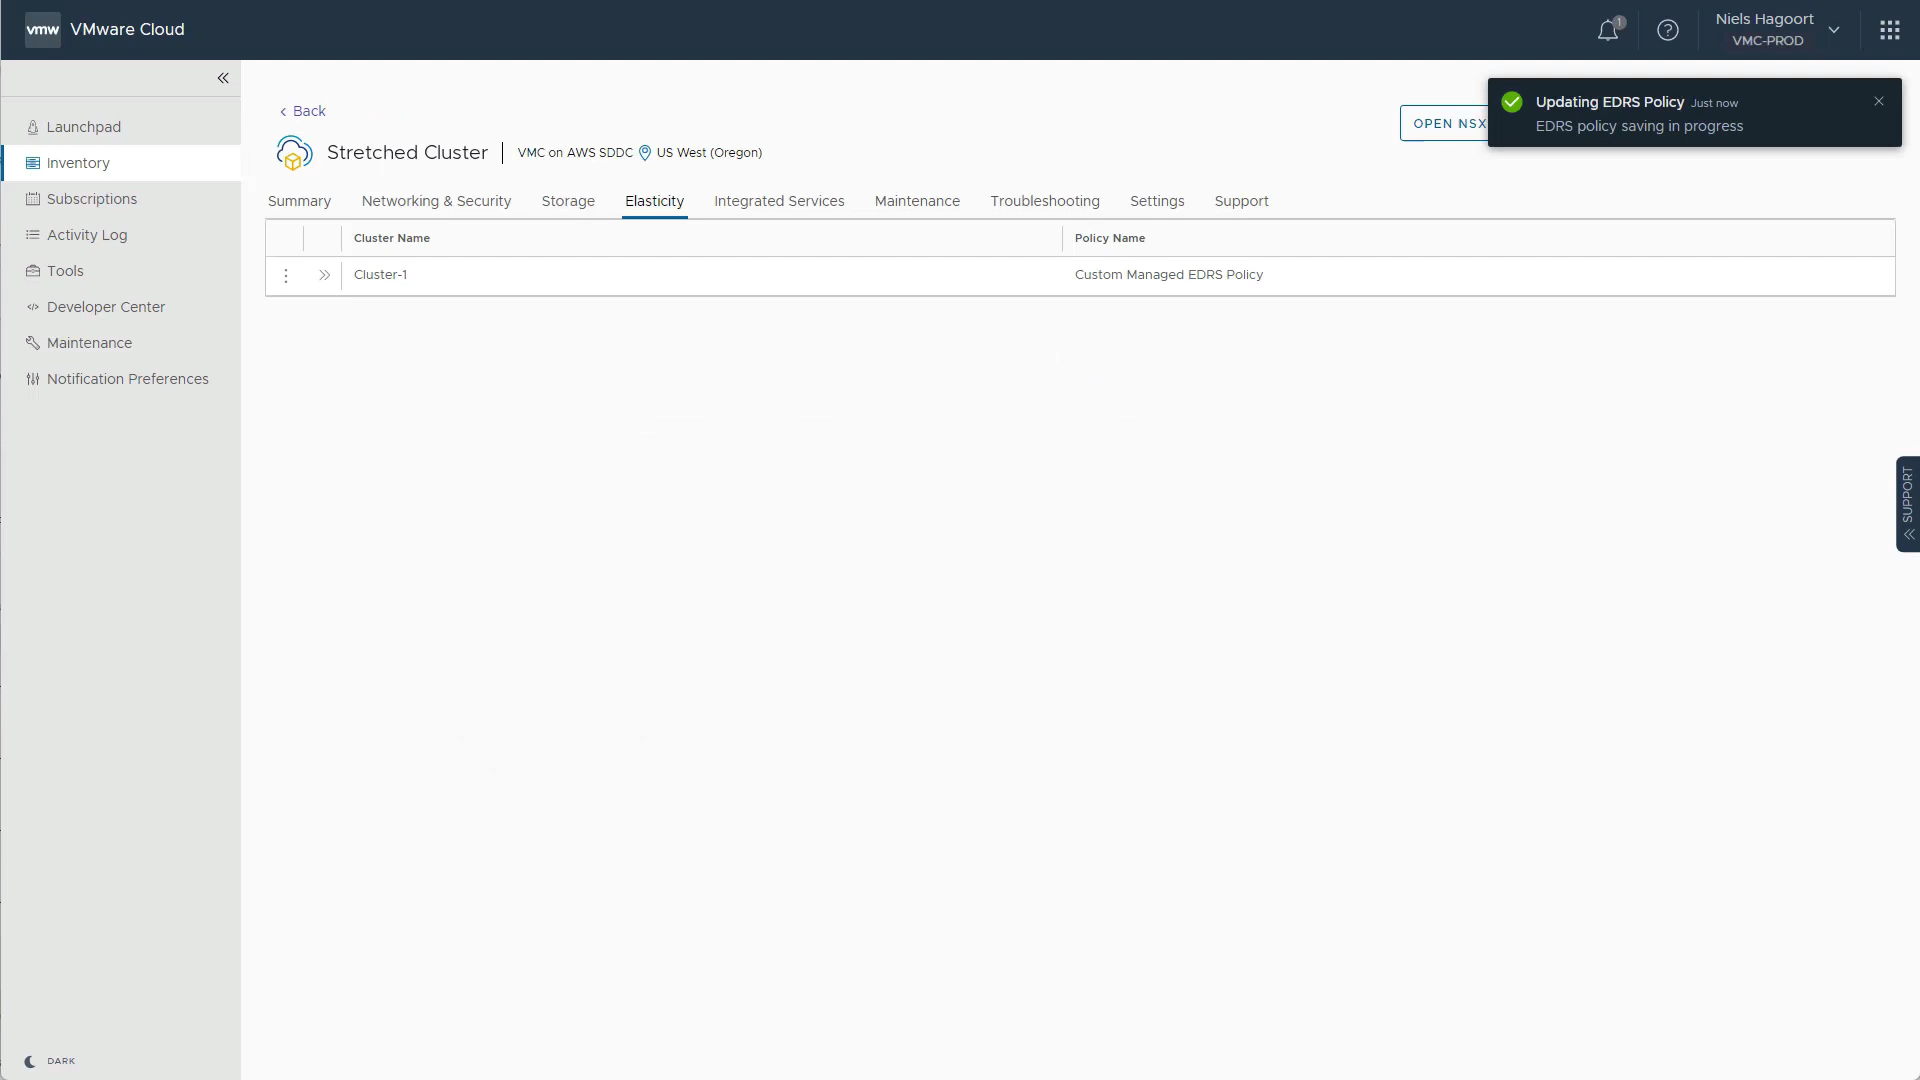 vmw VMware Cloud
1
Niels Hagoort
VMC-PROD
Launchpad
Inventory
Subscriptions
Activity Log
Tools
Developer Center
Maintenance
Notification Preferences
DARK
Back
OPEN NSX
Updating EDRS Policy Just now
EDRS policy saving in progress
Stretched Cluster VMC on AWS SDDC US West (Oregon)
Summary Networking & Security Storage Elasticity Integrated Services Maintenance Troubleshooting Settings Support
Cluster Name Policy Name
Cluster-1 Custom Managed EDRS Policy
SUPPORT